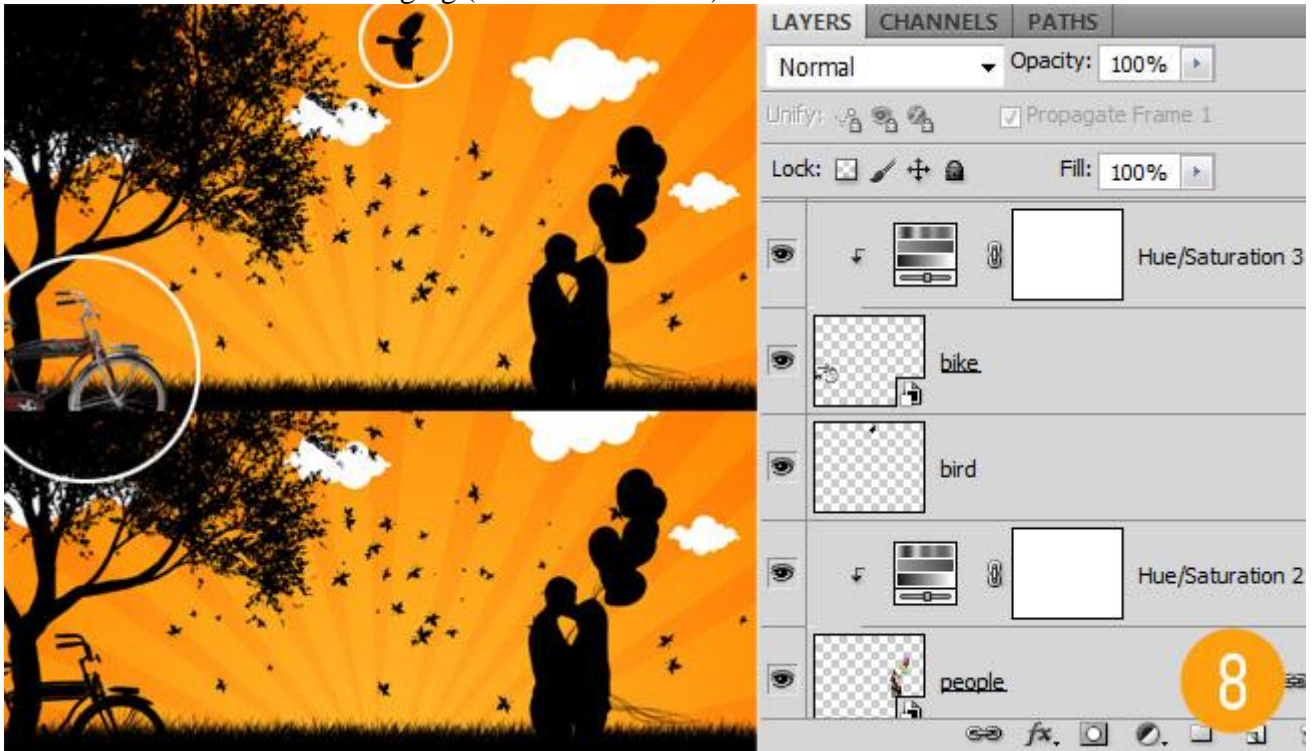 LAYERS CHANNELS PATHS
Normal Opacity: 100%
Unify: Propagate Frame 1
Lock: Fill: 100%
Hue/Saturation 3
bike
bird
Hue/Saturation 2
people
8
fx.